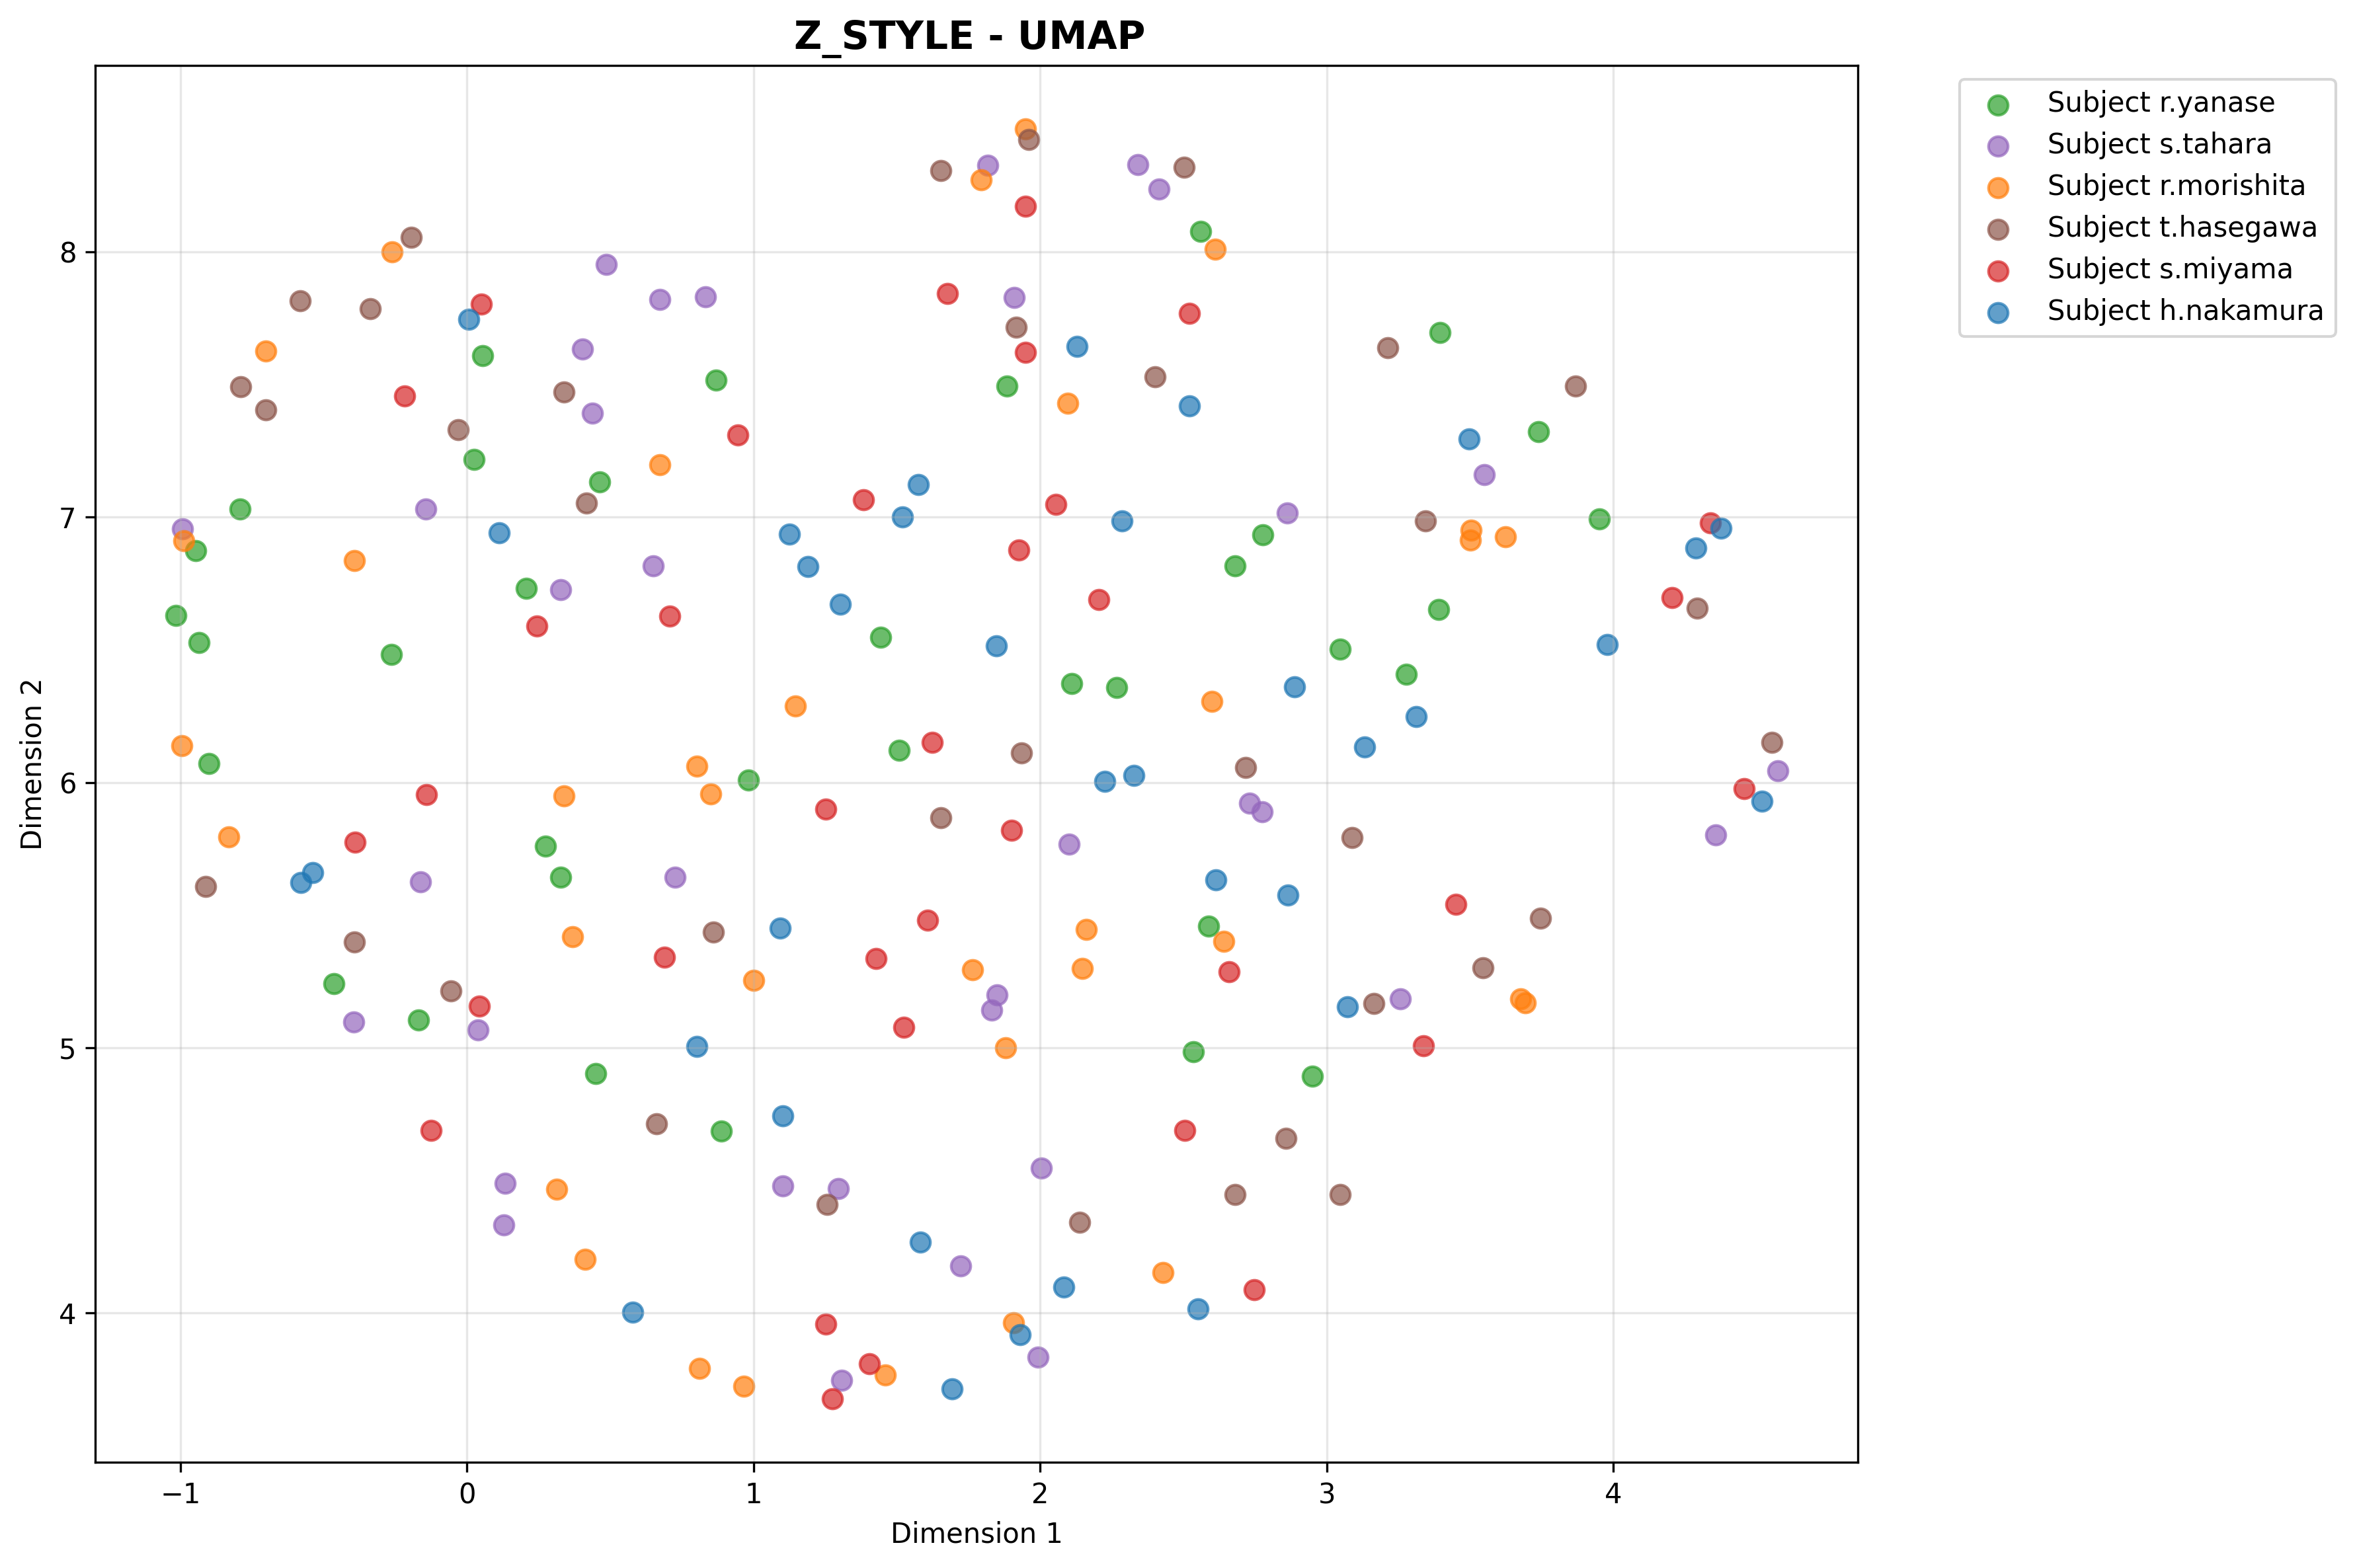 Z_STYLE - UMAP
Subject r.yanase
Subject s.tahara
Subject r.morishita
Subject t.hasegawa
Subject s.miyama
Subject h.nakamura
Dimension 2
8
7
6
5
4
−1 0 1 2 3 4
Dimension 1